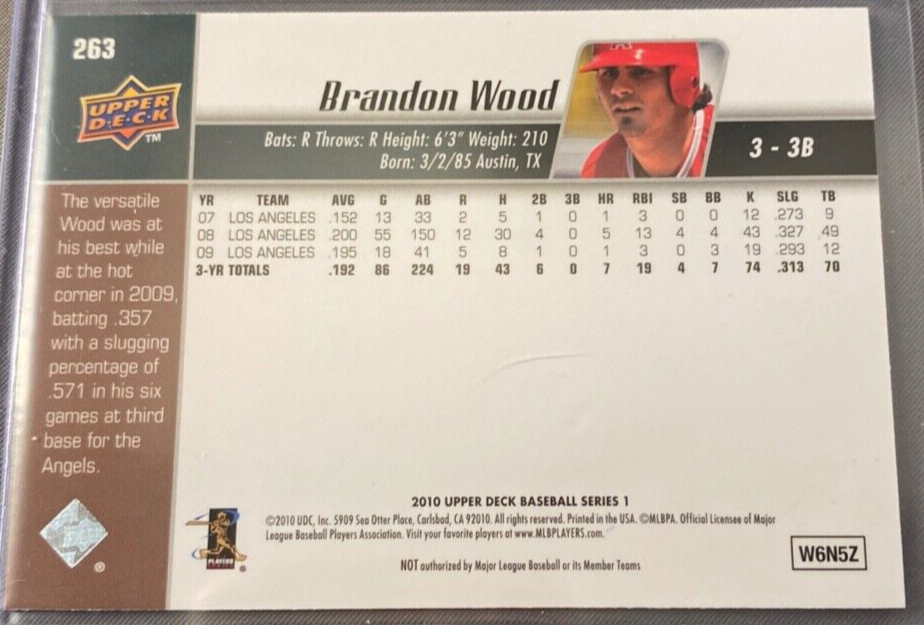 263
UPPER
D·E·C·K
TM
Brandon Wood
Bats: R Throws: R Height: 6'3" Weight: 210
Born: 3/2/85 Austin, TX
3 - 3B
The versatile
Wood was at
his best while
at the hot
corner in 2009,
batting .357
with a slugging
percentage of
.571 in his six
games at third
base for the
Angels.
YR TEAM AVG G AB R H 2B 3B HR RBI SB BB K SLG TB
07 LOS ANGELES .152 13 33 2 5 1 0 1 3 0 0 12 .273 9
08 LOS ANGELES .200 55 150 12 30 4 0 5 13 4 4 43 .327 49
09 LOS ANGELES .195 18 41 5 8 1 0 1 3 0 3 19 .293 12
3-YR TOTALS .192 86 224 19 43 6 0 7 19 4 7 74 .313 70
2010 UPPER DECK BASEBALL SERIES 1
©2010 UDC, Inc. 5909 Sea Otter Place, Carlsbad, CA 92010. All rights reserved. Printed in the USA. ©MLBPA. Official Licensee of Major
League Baseball Players Association. Visit your favorite players at www.MLBPLAYERS.com.
NOT authorized by Major League Baseball or its Member Teams
PLAYERS
®
®
W6N5Z